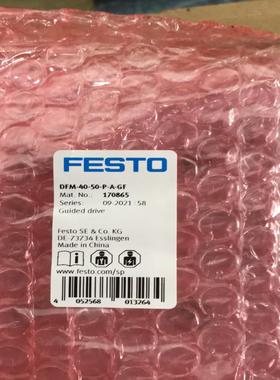 FESTO
DFM-40-50-P-A-GF
Mat. No.: 170865
Series: 09.2021 : 58
Guided drive
Festo SE & Co. KG
DE-73734 Esslingen
Made in China
www.festo.com/sp
4 052568 013264